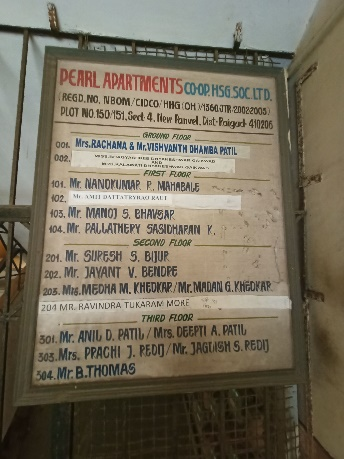 PEARL APARTMENTS CO-OP. HSG. SOC. LTD.
(REGD. NO. NBOM/CIDCO/HHG(OH)/1360/JTR-2002-2003)
PLOT NO. 150/151, Sect-4, New Panvel, Dist-Raigad-410206
GROUND FLOOR
001. Mrs. RACHANA & Mr. VISHVANTH DHAMBA PATIL
002.
AND
FIRST FLOOR
101. Mr. NANDKUMAR R. MAHABALE
102. Mr. AMIT DATTATRYRAO RAUT
103. Mr. MANOJ S. BHAVSAR
104. Mr. PALLATHERY SASIDHARAN K.
SECOND FLOOR
201. Mr. SURESH S. BIJUR
202. Mr. JAYANT V. BENDRE
203. Mrs. MEDHA M. KHEDKAR/Mr. MADAN G. KHEDKAR
204 MR. RAVINDRA TUKARAM MORE
THIRD FLOOR
301. Mr. ANIL D. PATIL/Mrs. DEEPTI A. PATIL
303. Mrs. PRACHI J. REDIJ/Mr. JAGDISH S. REDIJ
304. Mr. B. THOMAS